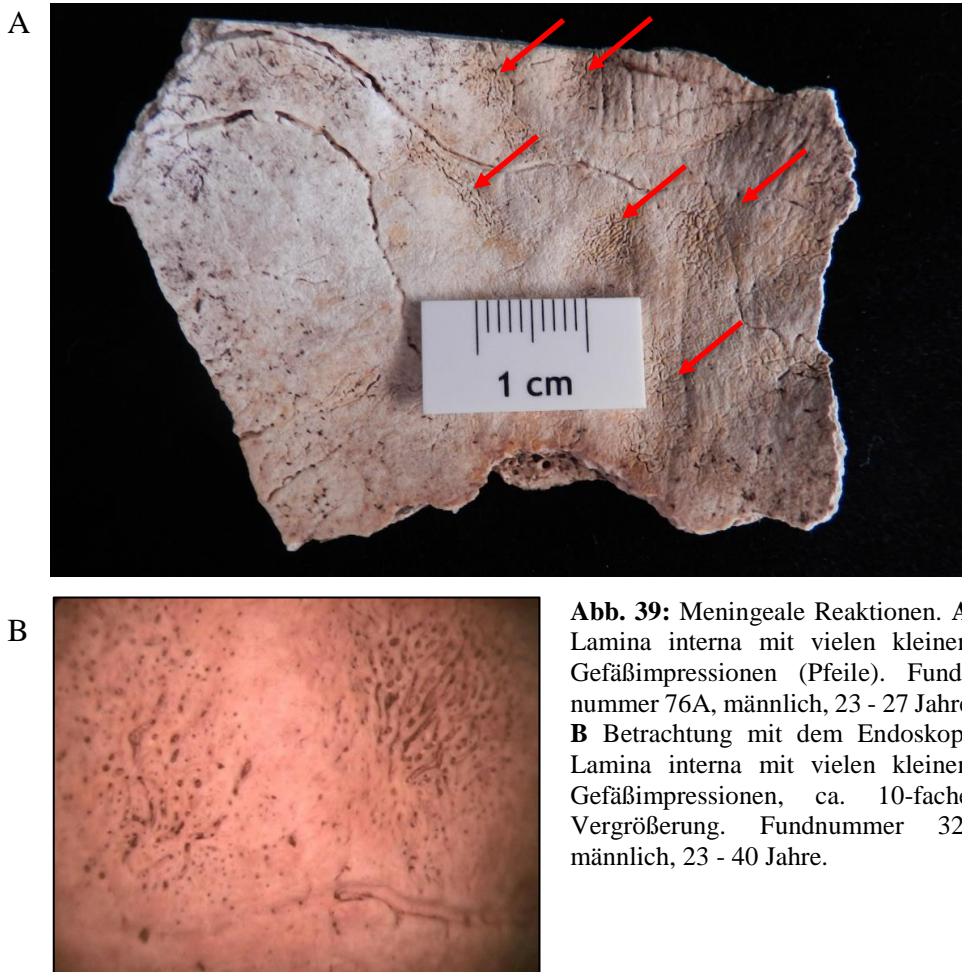 A
1 cm
B
Abb. 39: Meningeale Reaktionen. A
Lamina interna mit vielen kleinen
Gefäßimpressionen (Pfeile). Fund
nummer 76A, männlich, 23 - 27 Jahre
B Betrachtung mit dem Endoskop
Lamina interna mit vielen kleinen
Gefäßimpressionen, ca. 10-fache
Vergrößerung. Fundnummer 32
männlich, 23 - 40 Jahre.